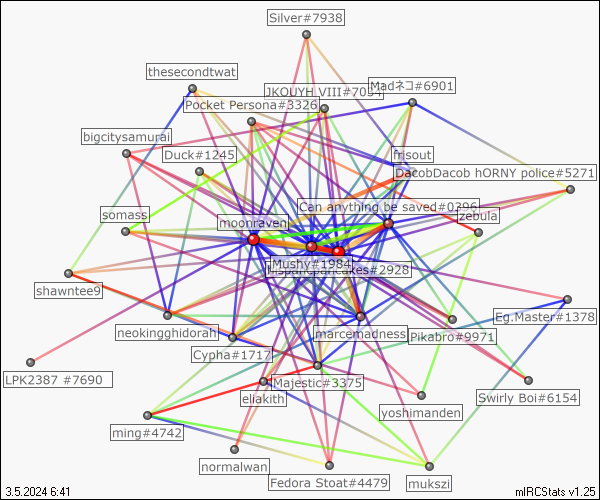 Silver#7938
thesecondtwat
JKOUYH VIII#7094
Madネコ#6901
Pocket Persona#3326
bigcitysamurai
Duck#1245
frisout
DacobDacob hORNY police#5271
Can anything be saved#0396
somass
moonraven
zebula
Mushy#1984
pancakes#2928
shawntee9
neokingghidorah
marcemadness
Eg.Master#1378
Pikabro#9971
Cypha#1717
LPK2387 #7690
Majestic#3375
Swirly Boi#6154
eliakith
yoshimanden
ming#4742
normalwan
Fedora Stoat#4479
mukszi
3.5.2024 6:41
mIRCStats v1.25